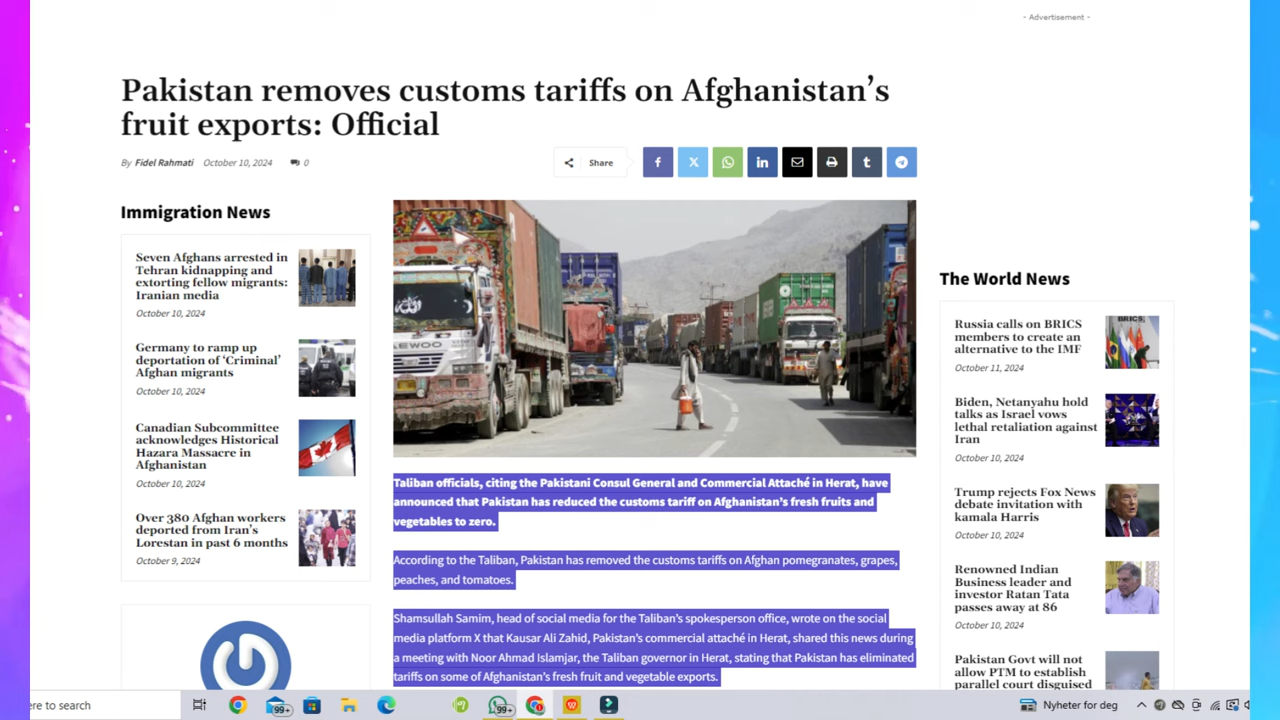 - Advertisement -
Pakistan removes customs tariffs on Afghanistan’s
fruit exports: Official
By Fidel Rahmati October 10, 2024 0
Share
Immigration News
Seven Afghans arrested in
Tehran kidnapping and
extorting fellow migrants:
Iranian media
October 10, 2024
Germany to ramp up
deportation of ‘Criminal’
Afghan migrants
October 10, 2024
Canadian Subcommittee
acknowledges Historical
Hazara Massacre in
Afghanistan
October 10, 2024
Over 380 Afghan workers
deported from Iran’s
Lorestan in past 6 months
October 9, 2024
DAEWOO
Taliban officials, citing the Pakistani Consul General and Commercial Attaché in Herat, have
announced that Pakistan has reduced the customs tariff on Afghanistan’s fresh fruits and
vegetables to zero.
According to the Taliban, Pakistan has removed the customs tariffs on Afghan pomegranates, grapes,
peaches, and tomatoes.
Shamsullah Samim, head of social media for the Taliban’s spokesperson office, wrote on the social
media platform X that Kausar Ali Zahid, Pakistan’s commercial attaché in Herat, shared this news during
a meeting with Noor Ahmad Islamjar, the Taliban governor in Herat, stating that Pakistan has eliminated
tariffs on some of Afghanistan’s fresh fruit and vegetable exports.
The World News
Russia calls on BRICS
members to create an
alternative to the IMF
October 11, 2024
BRICS
Biden, Netanyahu hold
talks as Israel vows
lethal retaliation against
Iran
October 10, 2024
Trump rejects Fox News
debate invitation with
kamala Harris
October 10, 2024
Renowned Indian
Business leader and
investor Ratan Tata
passes away at 86
October 10, 2024
Pakistan Govt will not
allow PTM to establish
parallel court disguised
ere to search
99+
99+
Nyheter for deg